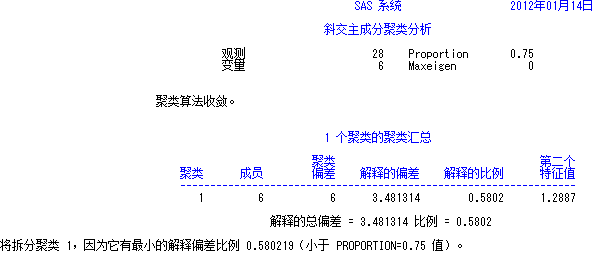 SAS 系统 2012年01月14日
斜交主成分聚类分析
观测 28 Proportion 0.75
变量 6 Maxeigen 0
聚类算法收敛。
1 个聚类的聚类汇总
聚类 第二个
聚类 成员 偏差 解释的偏差 解释的比例 特征值
1 6 6 3.481314 0.5802 1.2887
解释的总偏差 = 3.481314 比例 = 0.5802
将拆分聚类 1，因为它有最小的解释偏差比例 0.580219（小于 PROPORTION=0.75 值）。